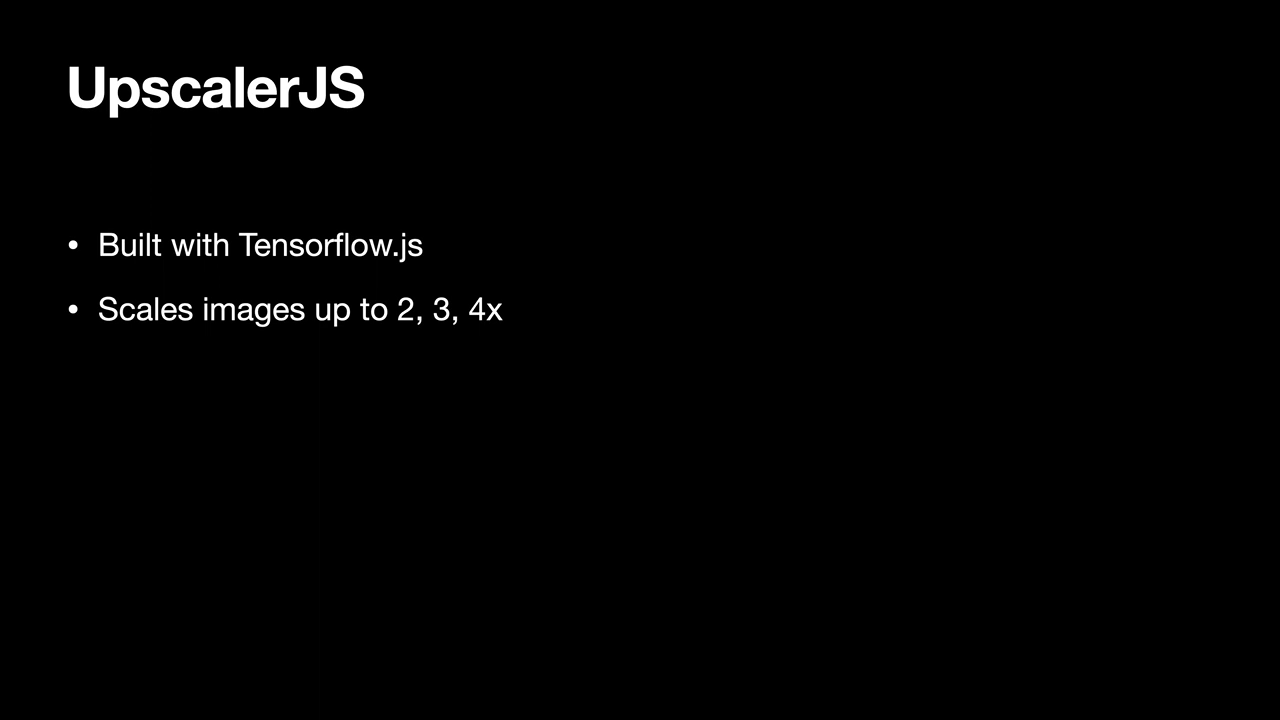 UpscalerJS
• Built with Tensorflow.js
• Scales images up to 2, 3, 4x